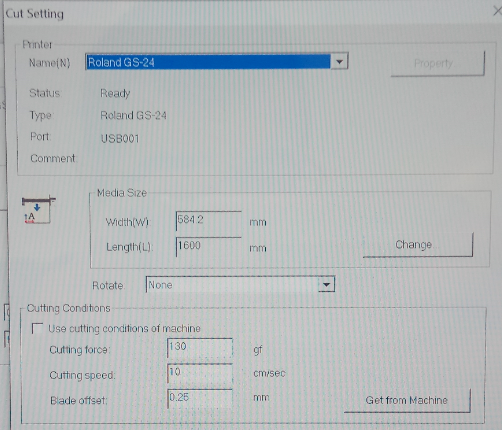 Cut Setting
Printer
Name(N) Roland GS-24
Property
Status Ready
Type Roland GS-24
Port USB001
Comment
Media Size
1A
Width(W): 584.2 mm
Length(L): 1600 mm
Change
Rotate None
Cutting Conditions
Use cutting conditions of machine
Cutting force: 130 gf
Cutting speed: 10 cm/sec
Blade offset: 0.25 mm
Get from Machine